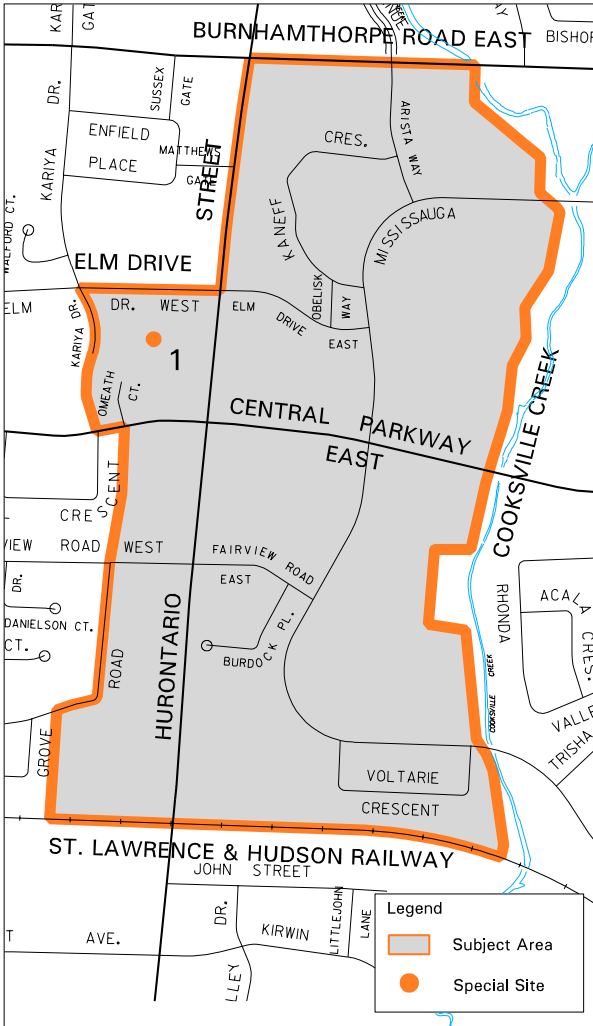 KARIYA
GATE
BURNHAMTHORPE ROAD EAST
BISHOP
DR.
SUSSEX
GATE
ENFIELD
PLACE
MATTHEWS
GATE
KARIYA
STREET
CRES.
ARISTA WAY
KANEFF
MISSISSAUGA
WALFORD CT.
ELM DRIVE
ELM
DR. WEST
ELM
DRIVE
EAST
OBELISK
WAY
KARIYA DR.
1
OMEATH
CT.
CENTRAL PARKWAY
EAST
COOKSVILLE CREEK
CRESCENT
VIEW ROAD WEST
FAIRVIEW ROAD
EAST
DR.
DANIELSON CT.
CT.
ROAD
HURONTARIO
BURDOCK PL.
RHONDA
ACALA
CRES.
COOKSVILLE CREEK
VALLE
TRISHA
GROVE
VOLTARIE
CRESCENT
ST. LAWRENCE & HUDSON RAILWAY
JOHN STREET
DR.
LLEY
KIRWIN
T AVE.
LITTLEJOHN
LANE
Legend
Subject Area
Special Site